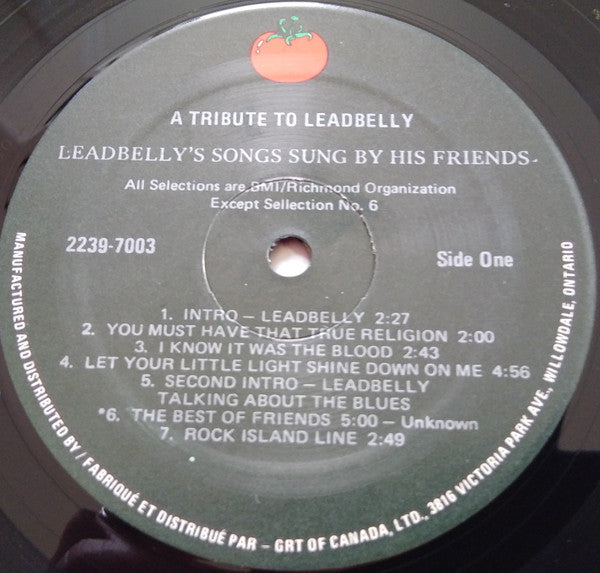 A TRIBUTE TO LEADBELLY
LEADBELLY'S SONGS SUNG BY HIS FRIENDS-
All Selections are BMI/Richmond Organization
Except Sellection No. 6
2239-7003
Side One
1. INTRO – LEADBELLY 2:27
2. YOU MUST HAVE THAT TRUE RELIGION 2:00
3. I KNOW IT WAS THE BLOOD 2:43
4. LET YOUR LITTLE LIGHT SHINE DOWN ON ME 4:56
5. SECOND INTRO – LEADBELLY
TALKING ABOUT THE BLUES
*6. THE BEST OF FRIENDS 5:00 – Unknown
7. ROCK ISLAND LINE 2:49
MANUFACTURED AND DISTRIBUTED BY / FABRIQUÉ ET DISTRIBUÉ PAR – GRT OF CANADA, LTD., 3816 VICTORIA PARK AVE., WILLOWDALE, ONTARIO